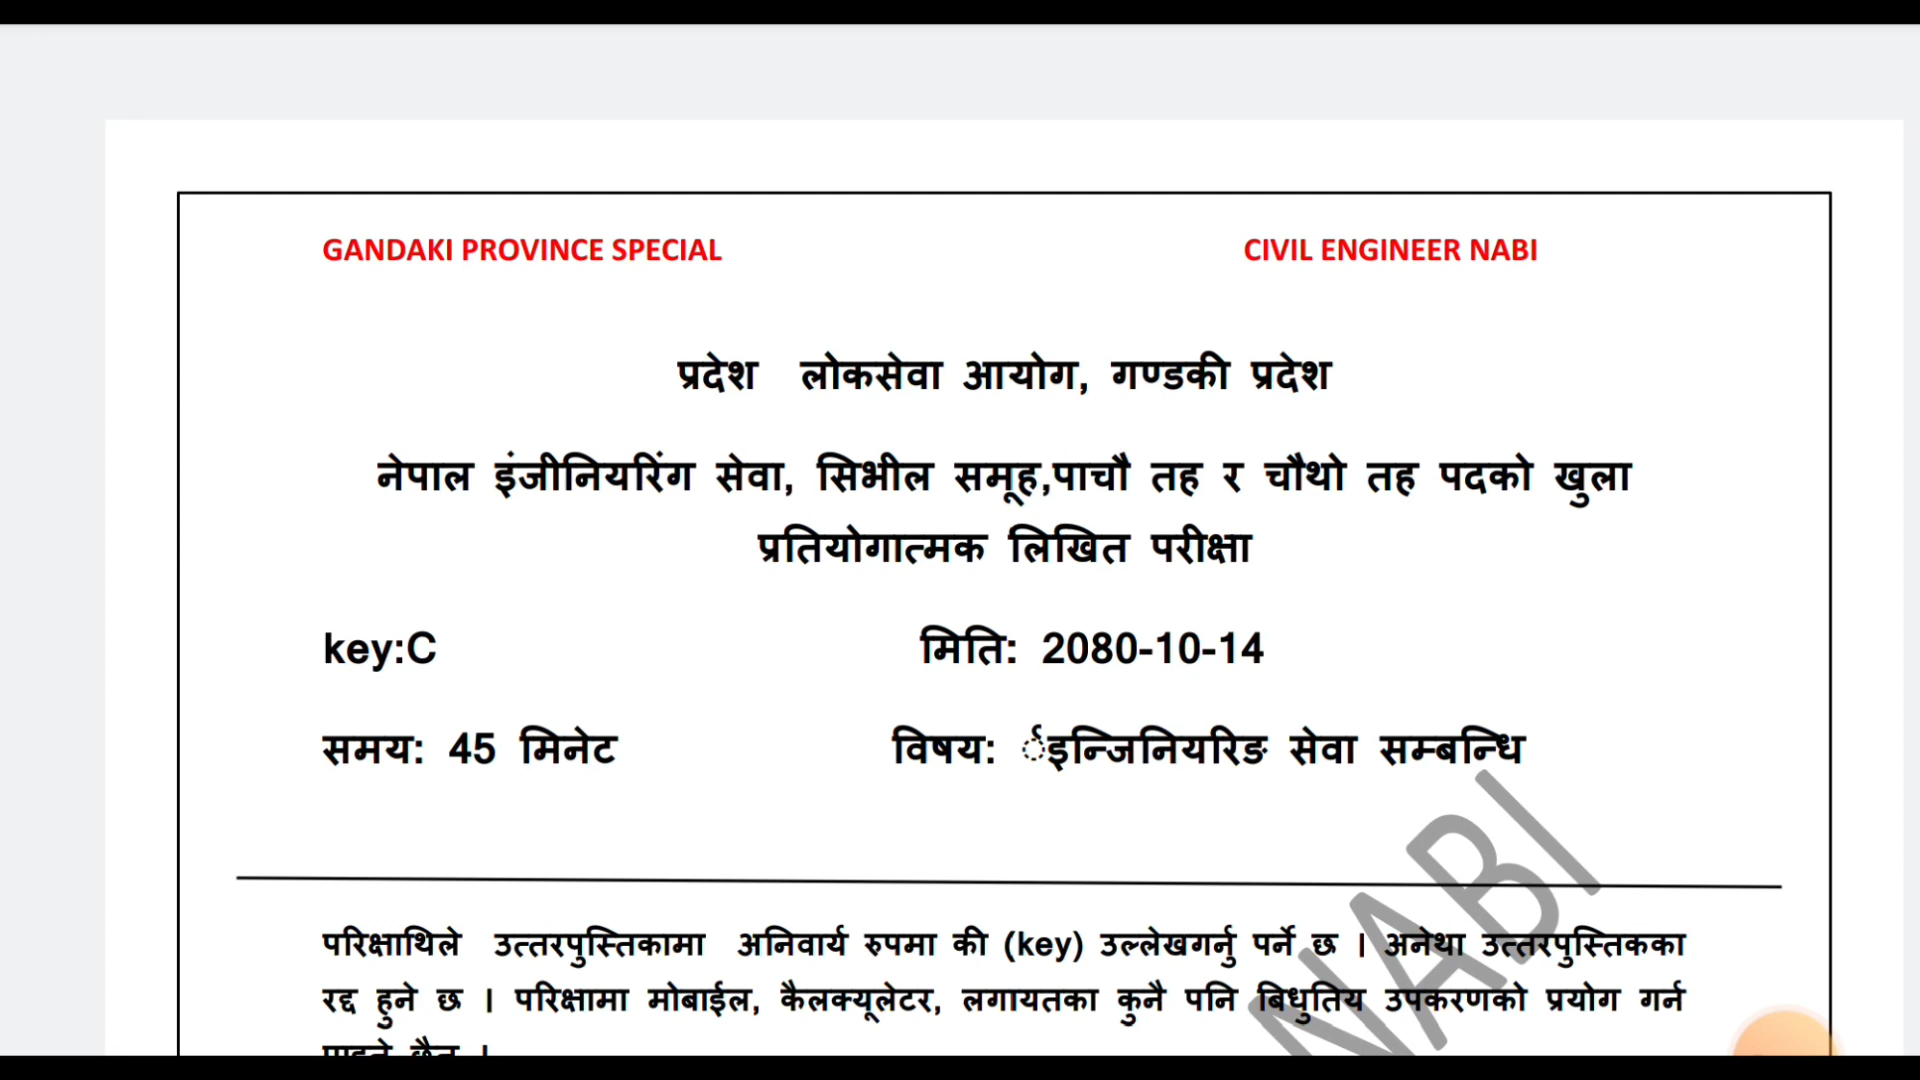 GANDAKI PROVINCE SPECIAL CIVIL ENGINEER NABI
प्रदेश लोकसेवा आयोग, गण्डकी प्रदेश
नेपाल इंजीनियरिंग सेवा, सिभील समूह,पाचौ तह र चौथो तह पदको खुला
प्रतियोगात्मक लिखित परीक्षा
key:C मिति: 2080-10-14
समय: 45 मिनेट विषय: र्इन्जिनियरिङ सेवा सम्बन्धि
परिक्षाथिले उत्तरपुस्तिकामा अनिवार्य रुपमा की (key) उल्लेखगर्नु पर्ने छ । अनेथा उत्तरपुस्तिकका
रद्द हुने छ । परिक्षामा मोबाईल, कैलक्यूलेटर, लगायतका कुनै पनि बिधुतिय उपकरणको प्रयोग गर्न
छैन ।
NABI